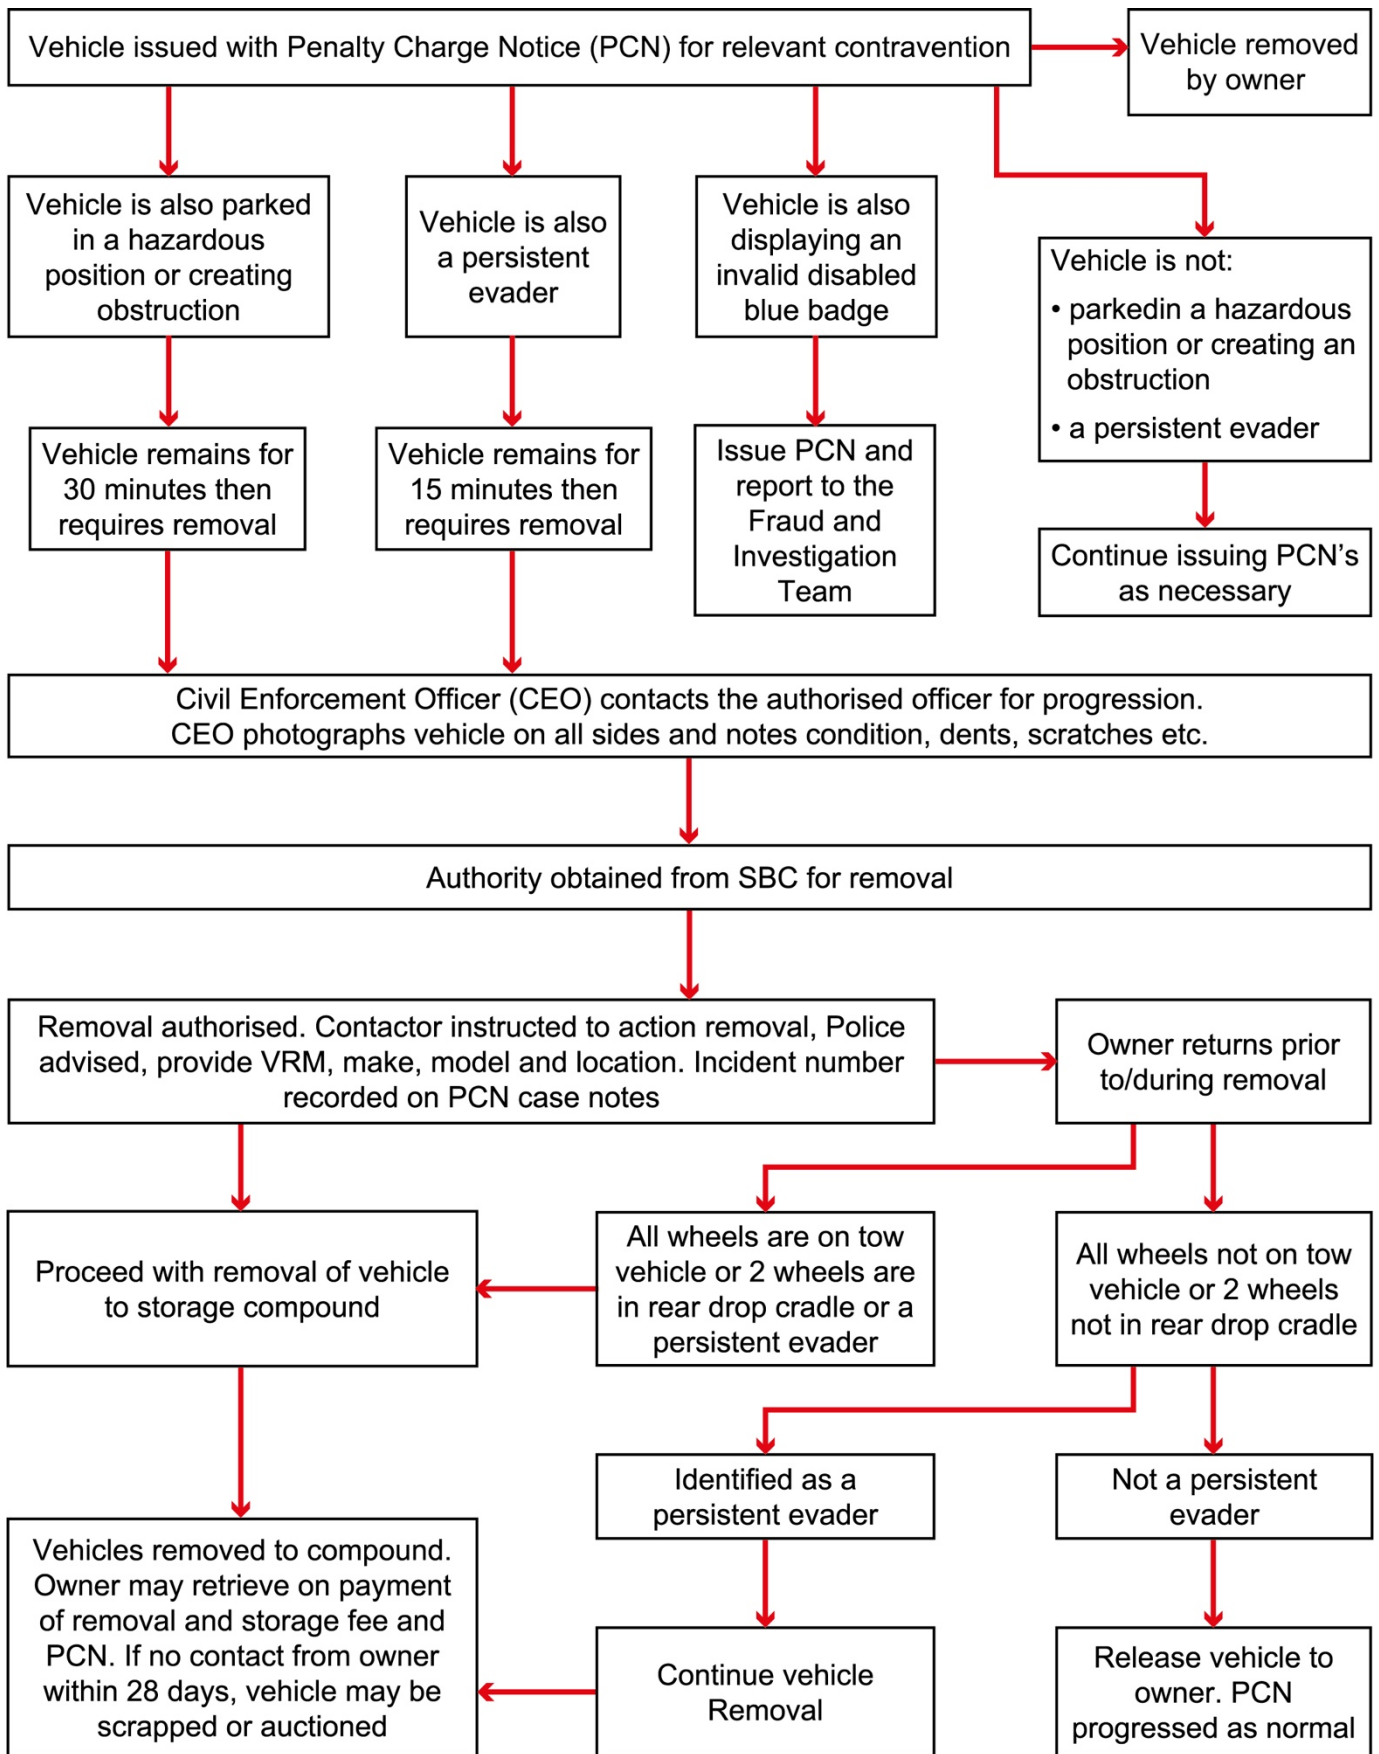 Vehicle issued with Penalty Charge Notice (PCN) for relevant contravention
Vehicle removed
by owner
Vehicle is also parked
in a hazardous
position or creating
obstruction
Vehicle is also
a persistent
evader
Vehicle is also
displaying an
invalid disabled
blue badge
Vehicle is not:
• parkedin a hazardous
position or creating an
obstruction
• a persistent evader
Vehicle remains for
30 minutes then
requires removal
Vehicle remains for
15 minutes then
requires removal
Issue PCN and
report to the
Fraud and
Investigation
Team
Continue issuing PCN’s
as necessary
Civil Enforcement Officer (CEO) contacts the authorised officer for progression.
CEO photographs vehicle on all sides and notes condition, dents, scratches etc.
Authority obtained from SBC for removal
Removal authorised. Contactor instructed to action removal, Police
advised, provide VRM, make, model and location. Incident number
recorded on PCN case notes
Owner returns prior
to/during removal
Proceed with removal of vehicle
to storage compound
All wheels are on tow
vehicle or 2 wheels are
in rear drop cradle or a
persistent evader
All wheels not on tow
vehicle or 2 wheels
not in rear drop cradle
Identified as a
persistent evader
Not a persistent
evader
Vehicles removed to compound.
Owner may retrieve on payment
of removal and storage fee and
PCN. If no contact from owner
within 28 days, vehicle may be
scrapped or auctioned
Continue vehicle
Removal
Release vehicle to
owner. PCN
progressed as normal